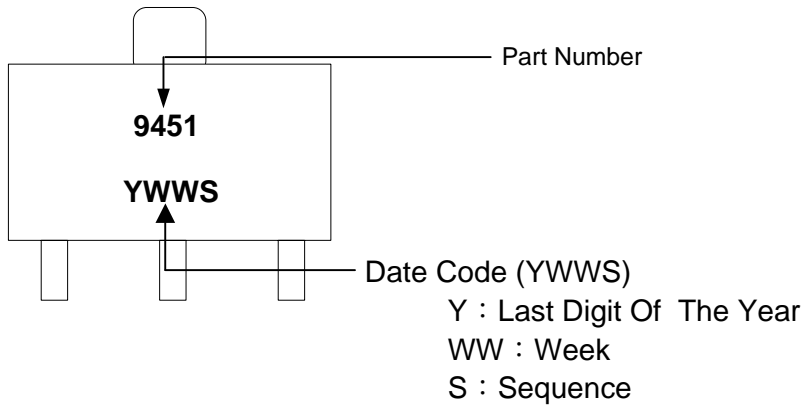 Part Number
9451
YWWS
Date Code (YWWS)
Y：Last Digit Of The Year
WW：Week
S：Sequence